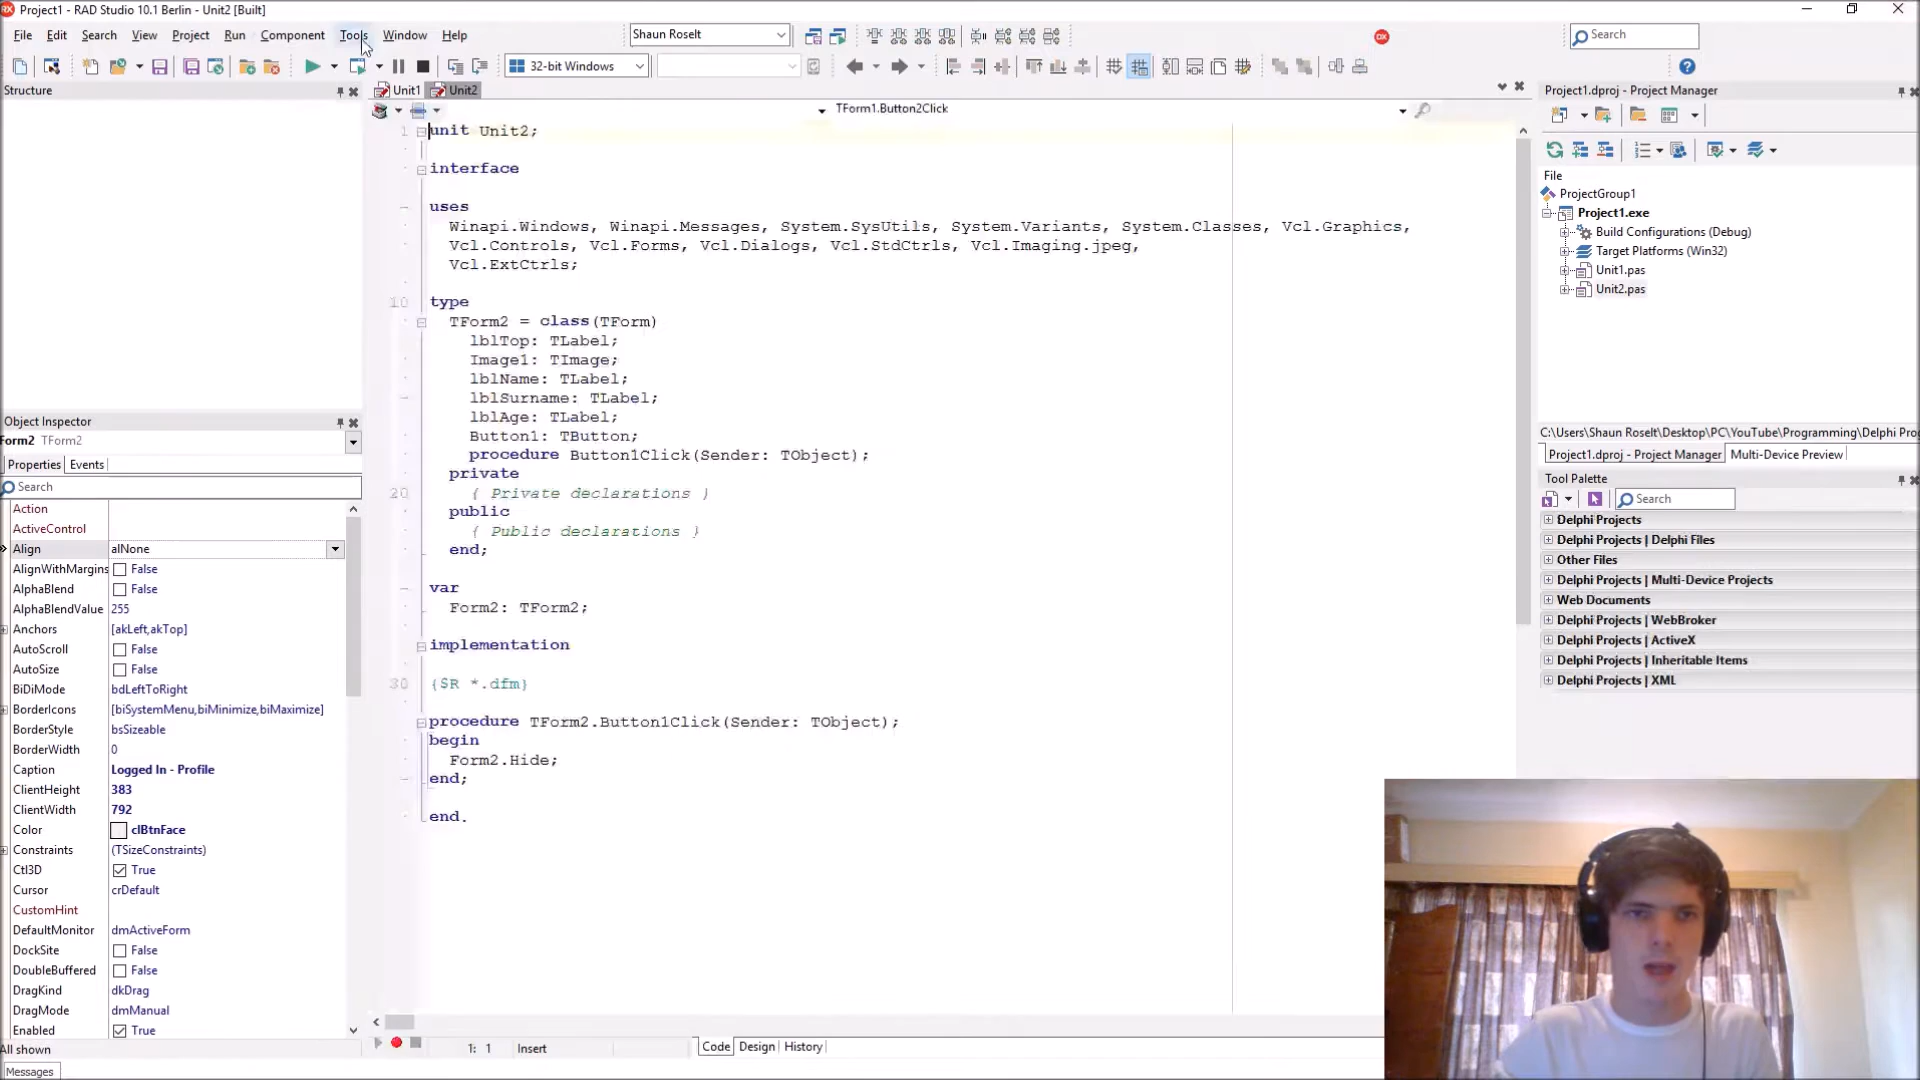 Project1 - RAD Studio 10.1 Berlin - Unit2 [Built]
File Edit Search View Project Run Component Tools Window Help
Shaun Roselt
Search
32-bit Windows
Structure
Unit1 Unit2
TForm1.Button2Click
1 unit Unit2;
interface
uses
Winapi.Windows, Winapi.Messages, System.SysUtils, System.Variants, System.Classes, Vcl.Graphics,
Vcl.Controls, Vcl.Forms, Vcl.Dialogs, Vcl.StdCtrls, Vcl.Imaging.jpeg,
Vcl.ExtCtrls;
10 type
TForm2 = class(TForm)
lblTop: TLabel;
Image1: TImage;
lblName: TLabel;
lblSurname: TLabel;
lblAge: TLabel;
Button1: TButton;
procedure Button1Click(Sender: TObject);
private
20 { Private declarations }
public
{ Public declarations }
end;
var
Form2: TForm2;
implementation
30 {$R *.dfm}
procedure TForm2.Button1Click(Sender: TObject);
begin
Form2.Hide;
end;
end.
1: 1 Insert
Code Design History
Object Inspector
Form2 TForm2
Properties Events
Search
Action
ActiveControl
Align alNone
AlignWithMargins False
AlphaBlend False
AlphaBlendValue 255
Anchors [akLeft,akTop]
AutoScroll False
AutoSize False
BiDiMode bdLeftToRight
BorderIcons [biSystemMenu,biMinimize,biMaximize]
BorderStyle bsSizeable
BorderWidth 0
Caption Logged In - Profile
ClientHeight 383
ClientWidth 792
Color clBtnFace
Constraints (TSizeConstraints)
Ctl3D True
Cursor crDefault
CustomHint
DefaultMonitor dmActiveForm
DockSite False
DoubleBuffered False
DragKind dkDrag
DragMode dmManual
Enabled True
All shown
Messages
Project1.dproj - Project Manager
File
ProjectGroup1
Project1.exe
Build Configurations (Debug)
Target Platforms (Win32)
Unit1.pas
Unit2.pas
C:\Users\Shaun Roselt\Desktop\PC\YouTube\Programming\Delphi Pro
Project1.dproj - Project Manager Multi-Device Preview
Tool Palette
Search
Delphi Projects
Delphi Projects | Delphi Files
Other Files
Delphi Projects | Multi-Device Projects
Web Documents
Delphi Projects | WebBroker
Delphi Projects | ActiveX
Delphi Projects | Inheritable Items
Delphi Projects | XML